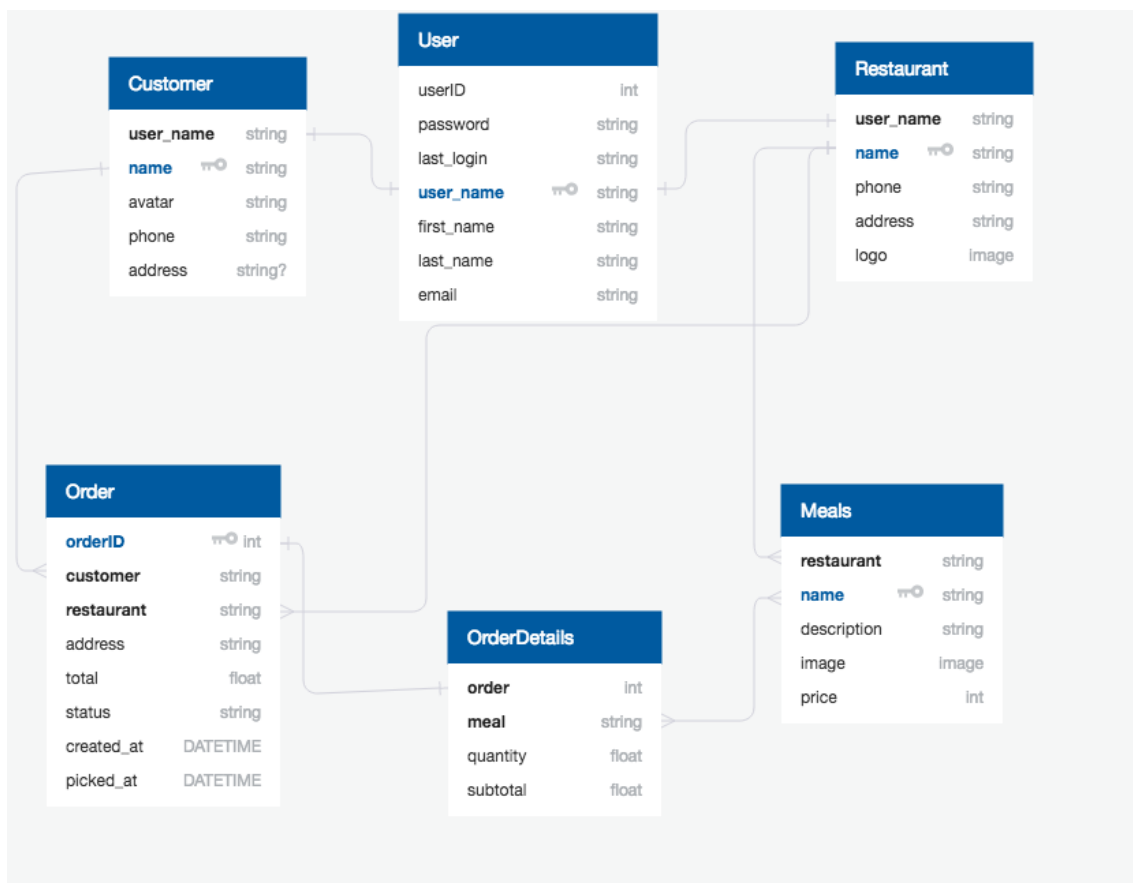 User
userID int
password string
last_login string
user_name string
first_name string
last_name string
email string
Customer
user_name string
name string
avatar string
phone string
address string?
Restaurant
user_name string
name string
phone string
address string
logo image
Order
orderID int
customer string
restaurant string
address string
total float
status string
created_at DATETIME
picked_at DATETIME
OrderDetails
order int
meal string
quantity float
subtotal float
Meals
restaurant string
name string
description string
image image
price int